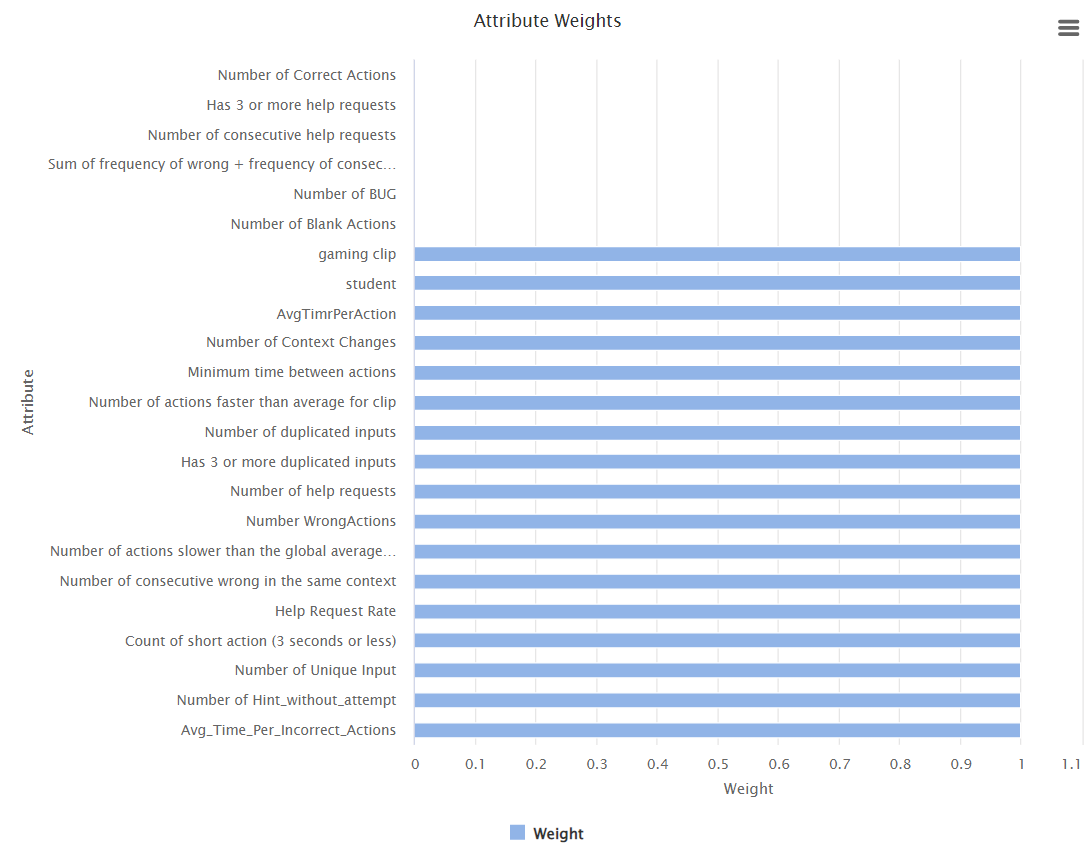 Attribute Weights
Number of Correct Actions
Has 3 or more help requests
Number of consecutive help requests
Sum of frequency of wrong + frequency of consec...
Number of BUG
Number of Blank Actions
gaming clip
student
AvgTimrPerAction
Number of Context Changes
Minimum time between actions
Number of actions faster than average for clip
Number of duplicated inputs
Has 3 or more duplicated inputs
Number of help requests
Number WrongActions
Number of actions slower than the global average...
Number of consecutive wrong in the same context
Help Request Rate
Count of short action (3 seconds or less)
Number of Unique Input
Number of Hint_without_attempt
Avg_Time_Per_Incorrect_Actions
Attribute
0 0.1 0.2 0.3 0.4 0.5 0.6 0.7 0.8 0.9 1 1.1
Weight
Weight